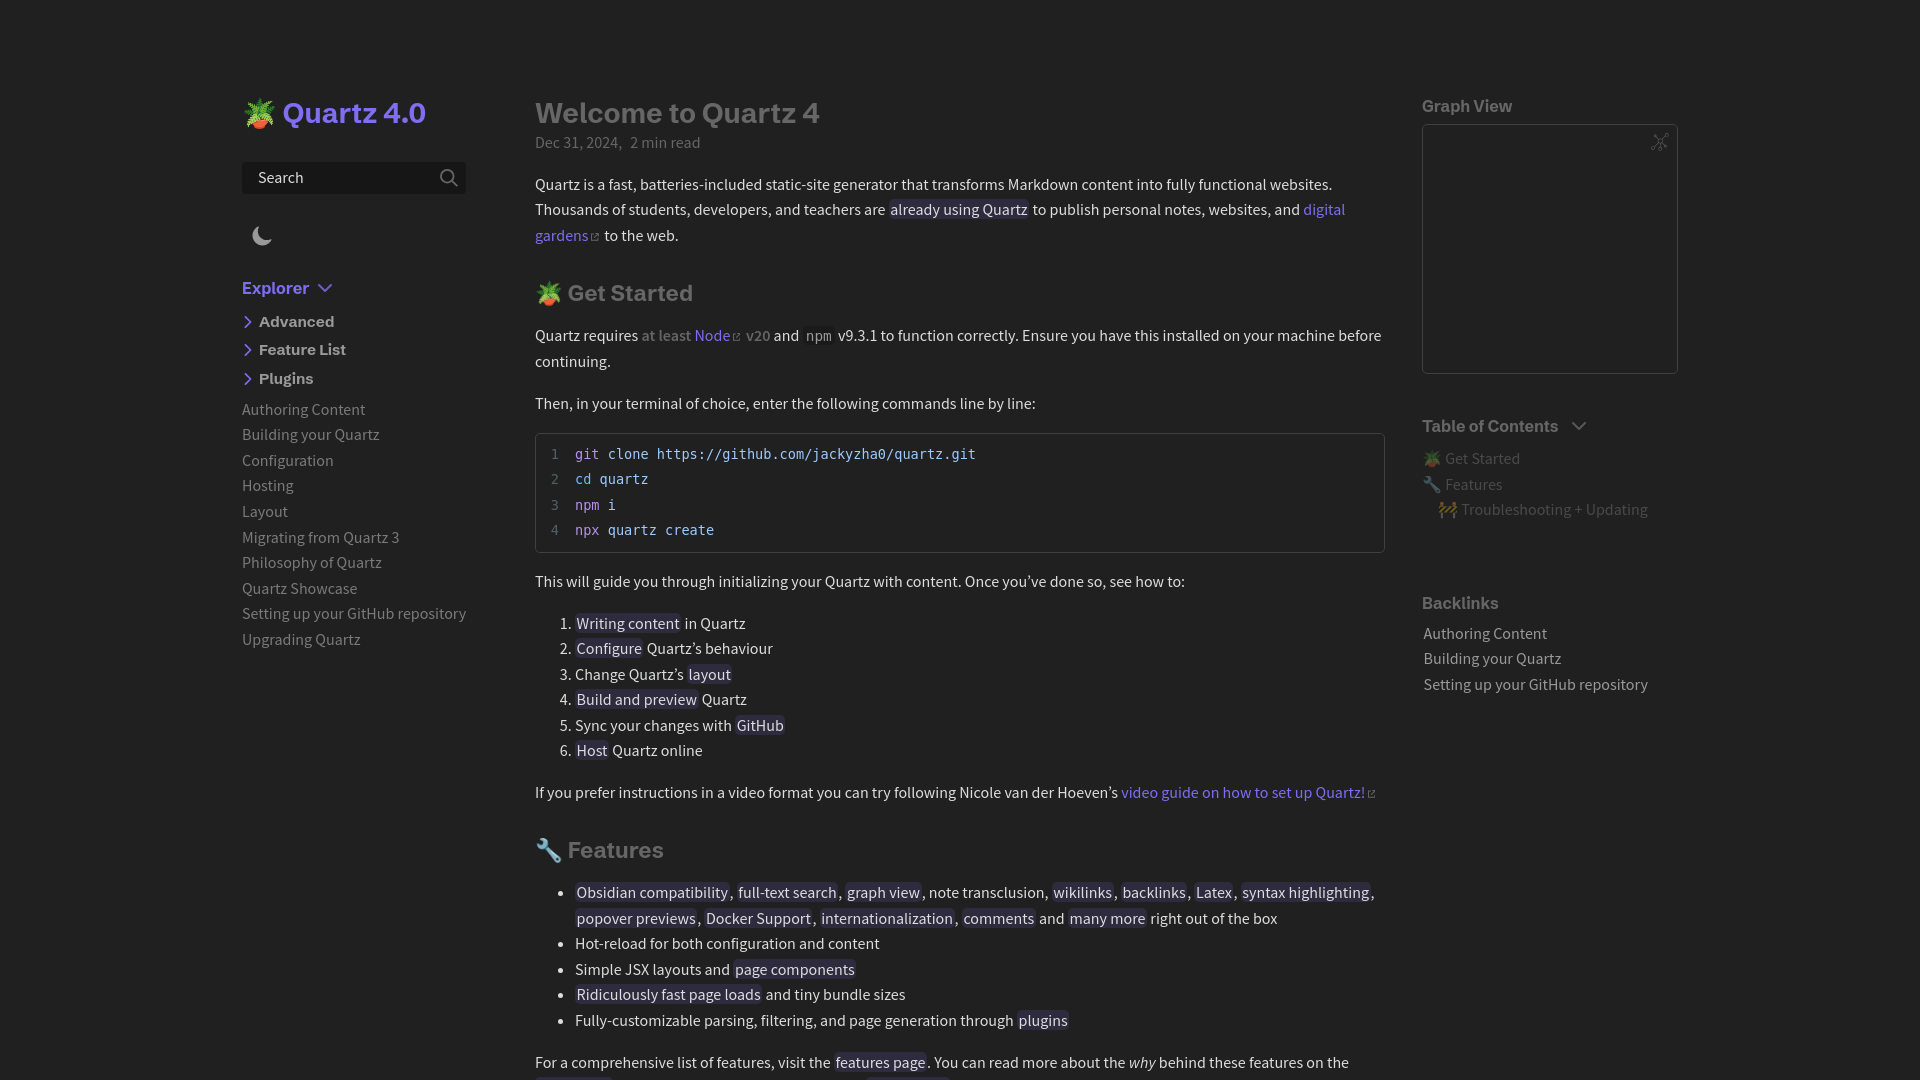 🪴 Quartz 4.0
Search
Explorer
Advanced
Feature List
Plugins
Authoring Content
Building your Quartz
Configuration
Hosting
Layout
Migrating from Quartz 3
Philosophy of Quartz
Quartz Showcase
Setting up your GitHub repository
Upgrading Quartz
Welcome to Quartz 4
Dec 31, 2024, 2 min read
Quartz is a fast, batteries-included static-site generator that transforms Markdown content into fully functional websites.
Thousands of students, developers, and teachers are already using Quartz to publish personal notes, websites, and digital
gardens to the web.
🪴 Get Started
Quartz requires at least Node v20 and npm v9.3.1 to function correctly. Ensure you have this installed on your machine before
continuing.
Then, in your terminal of choice, enter the following commands line by line:
1 git clone https://github.com/jackyzha0/quartz.git
2 cd quartz
3 npm i
4 npx quartz create
This will guide you through initializing your Quartz with content. Once you’ve done so, see how to:
1. Writing content in Quartz
2. Configure Quartz’s behaviour
3. Change Quartz’s layout
4. Build and preview Quartz
5. Sync your changes with GitHub
6. Host Quartz online
If you prefer instructions in a video format you can try following Nicole van der Hoeven’s video guide on how to set up Quartz!
🔧 Features
• Obsidian compatibility, full-text search, graph view, note transclusion, wikilinks, backlinks, Latex, syntax highlighting,
popover previews, Docker Support, internationalization, comments and many more right out of the box
• Hot-reload for both configuration and content
• Simple JSX layouts and page components
• Ridiculously fast page loads and tiny bundle sizes
• Fully-customizable parsing, filtering, and page generation through plugins
For a comprehensive list of features, visit the features page. You can read more about the why behind these features on the
Graph View
Table of Contents
🪴 Get Started
🔧 Features
🚧 Troubleshooting + Updating
Backlinks
Authoring Content
Building your Quartz
Setting up your GitHub repository